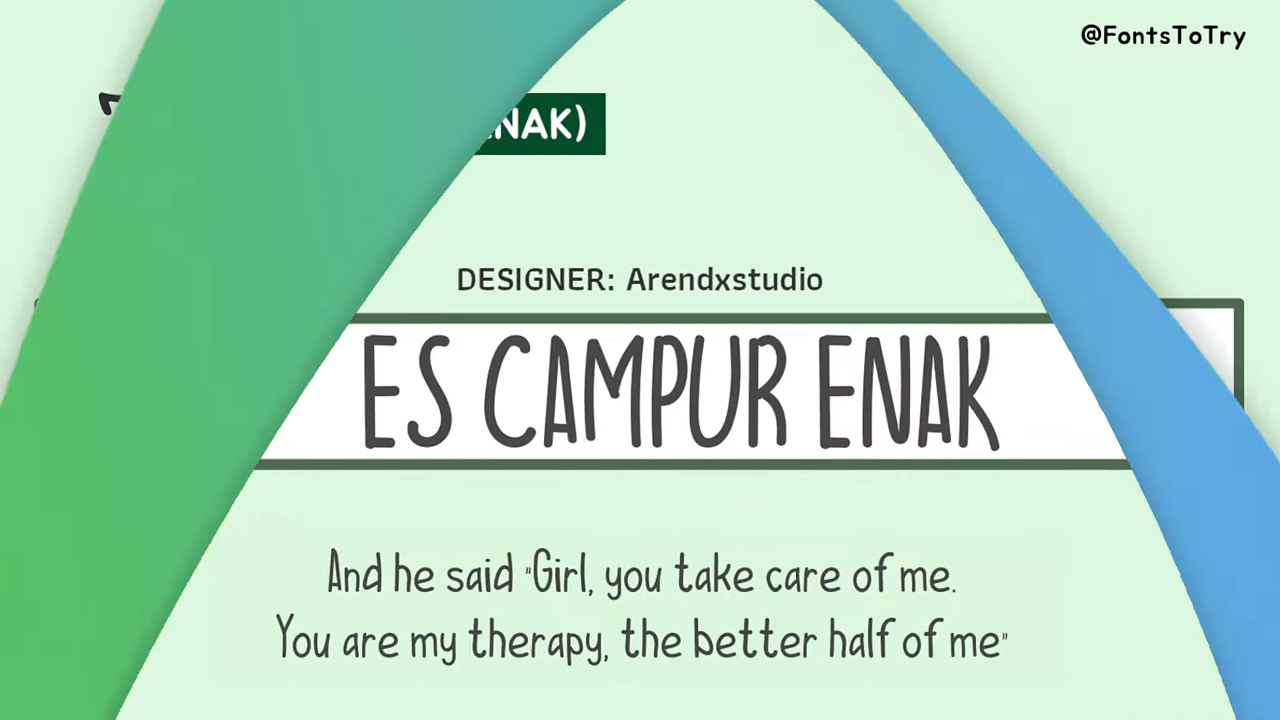 @FontsToTry
ENAK)
DESIGNER: Arendxstudio
ES CAMPUR ENAK
And he said "Girl, you take care of me.
You are my therapy, the better half of me"